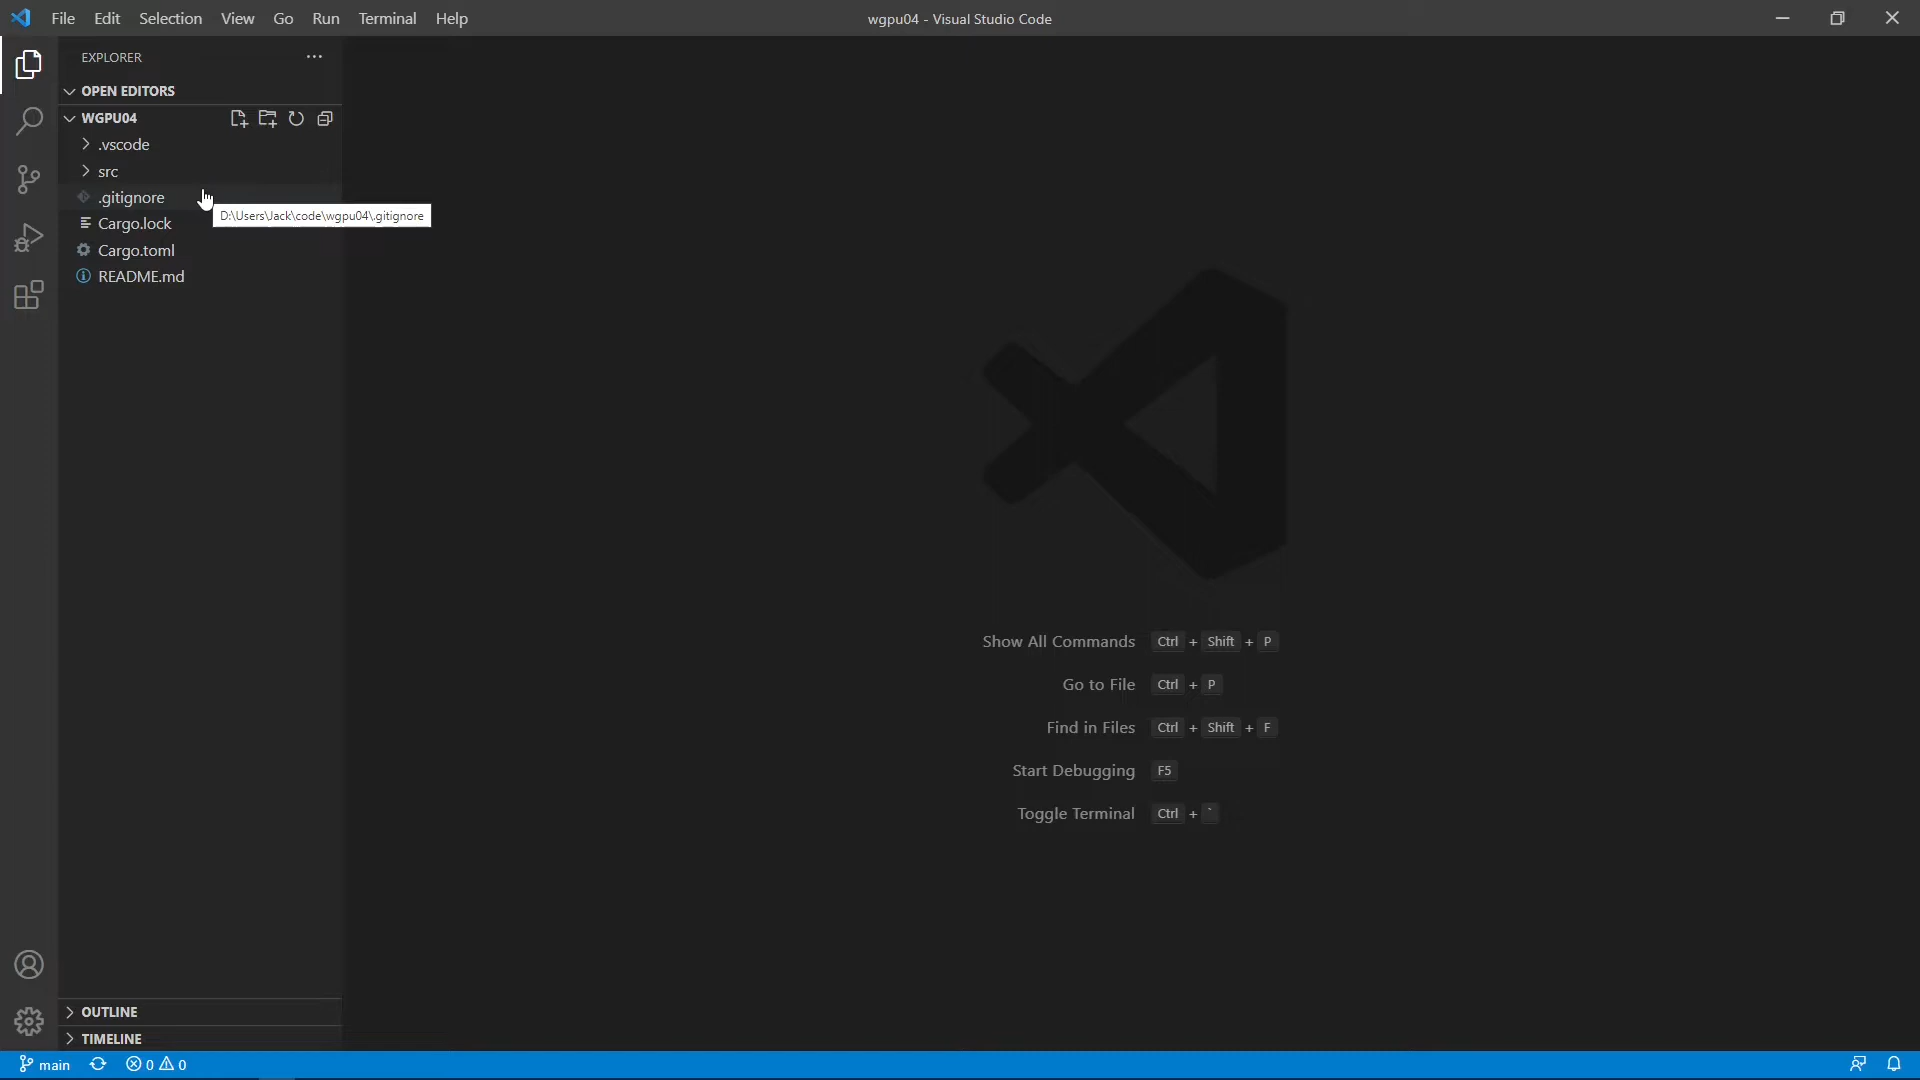 File Edit Selection View Go Run Terminal Help
wgpu04 - Visual Studio Code
EXPLORER
OPEN EDITORS
WGPU04
.vscode
src
.gitignore
D:\Users\Jack\code\wgpu04\.gitignore
Cargo.lock
Cargo.toml
README.md
Show All Commands Ctrl + Shift + P
Go to File Ctrl + P
Find in Files Ctrl + Shift + F
Start Debugging F5
Toggle Terminal Ctrl + `
OUTLINE
TIMELINE
main 0 0